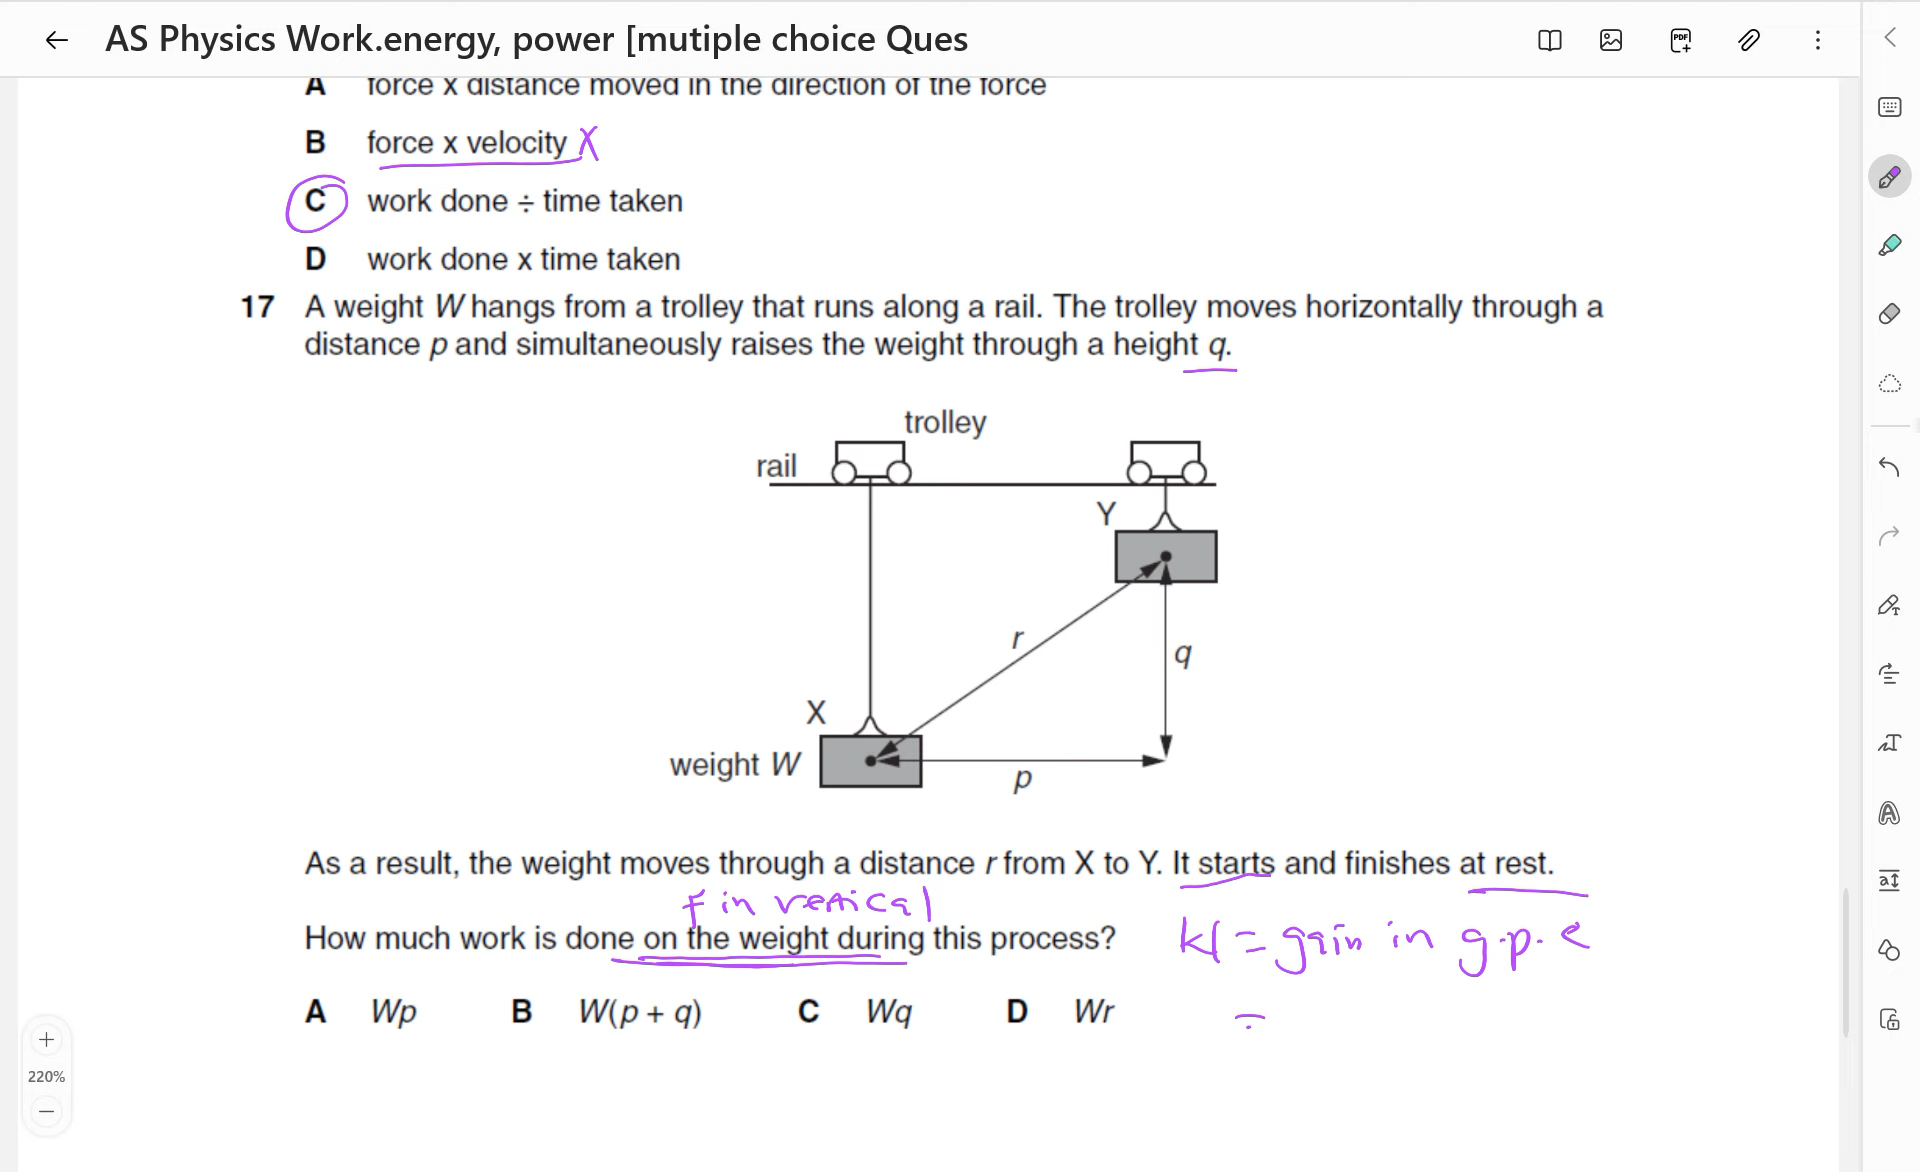 AS Physics Work.energy, power [mutiple choice Ques
PDF
A force x distance moved in the direction of the force
B force x velocity X
C work done ÷ time taken
D work done x time taken
17 A weight W hangs from a trolley that runs along a rail. The trolley moves horizontally through a
distance p and simultaneously raises the weight through a height q.
trolley
rail
Y
r
q
X
weight W
p
As a result, the weight moves through a distance r from X to Y. It starts and finishes at rest.
F in vertical
How much work is done on the weight during this process?
= gain in g.p.e
A Wp B W(p + q) C Wq D Wr
=
220%